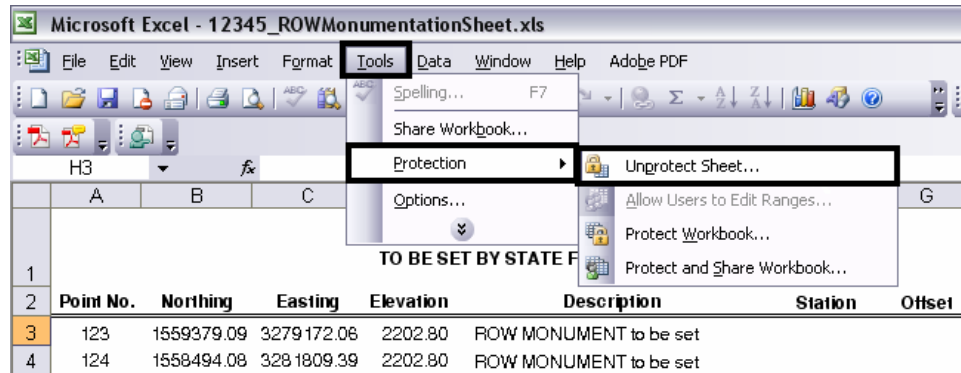 Microsoft Excel - 12345_ROWMonumentationSheet.xls
File Edit View Insert Format Tools Data Window Help Adobe PDF
ABC Spelling... F7
Share Workbook...
H3 fx Protection Unprotect Sheet...
A B C Options... Allow Users to Edit Ranges... G
Protect Workbook...
TO BE SET BY STATE F Protect and Share Workbook...
1
2 Point No. Northing Easting Elevation Description Station Offset
3 123 1559379.09 3279172.06 2202.80 ROW MONUMENT to be set
4 124 1558494.08 3281809.39 2202.80 ROW MONUMENT to be set